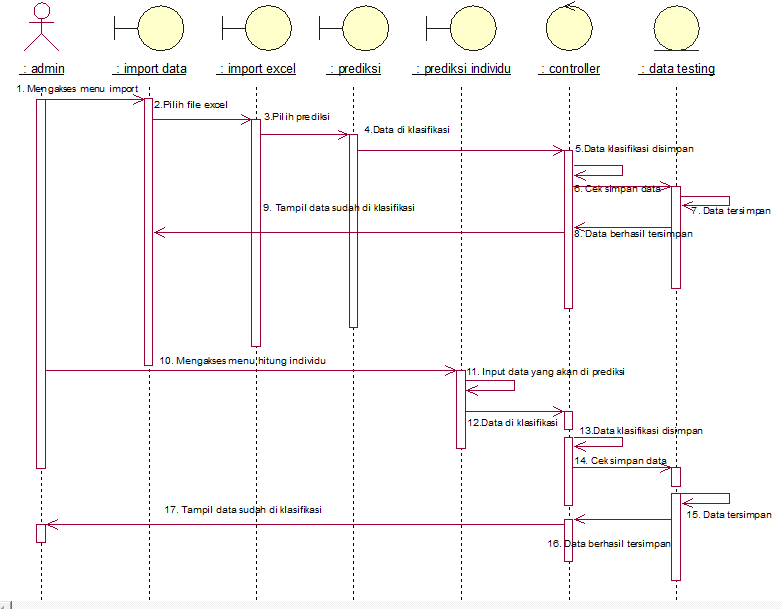 : admin
: import data
: import excel
: prediksi
: prediksi individu
: controller
: data testing
1. Mengakses menu import
2.Pilih file excel
3.Pilih prediksi
4.Data di klasifikasi
5.Data klasifikasi disimpan
6. Cek simpan data
7. Data tersimpan
8. Data berhasil tersimpan
9. Tampil data sudah di klasifikasi
10. Mengakses menu hitung individu
11. Input data yang akan di prediksi
12.Data di klasifikasi
13.Data klasifikasi disimpan
14. Cek simpan data
15. Data tersimpan
16. Data berhasil tersimpan
17. Tampil data sudah di klasifikasi